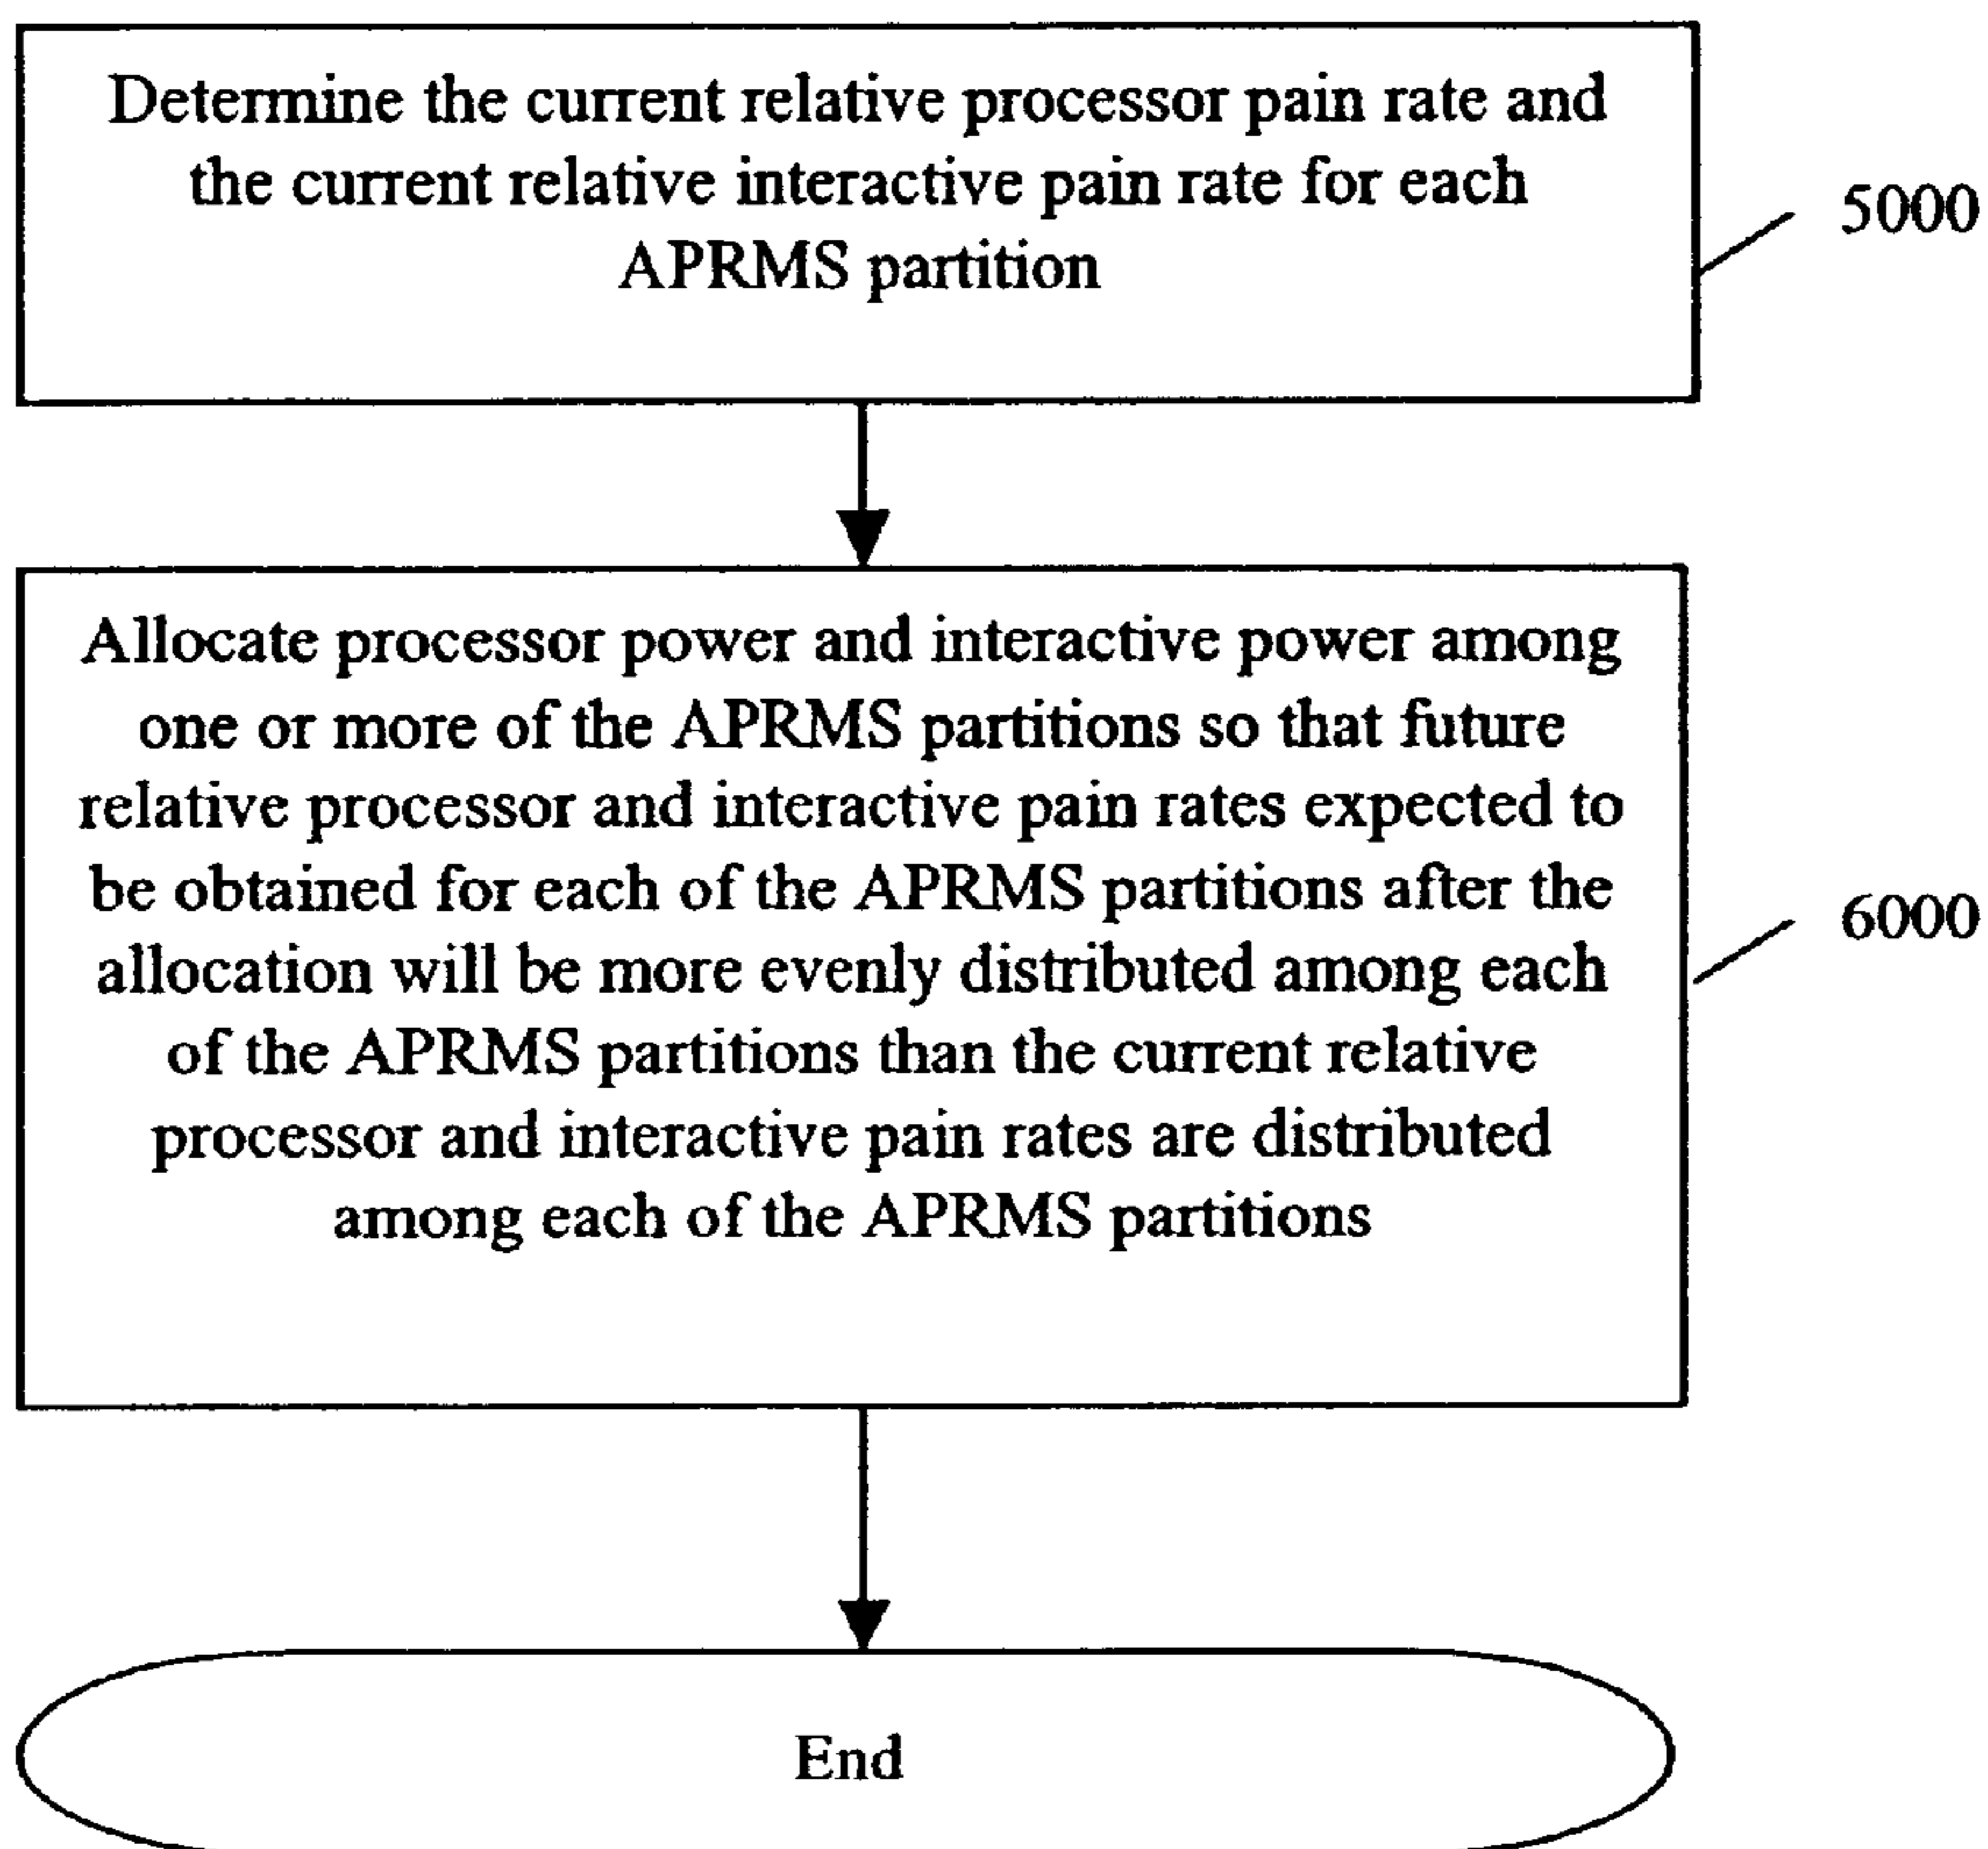 Determine the current relative processor pain rate and
the current relative interactive pain rate for each
APRMS partition
5000
Allocate processor power and interactive power among
one or more of the APRMS partitions so that future
relative processor and interactive pain rates expected to
be obtained for each of the APRMS partitions after the
allocation will be more evenly distributed among each
of the APRMS partitions than the current relative
processor and interactive pain rates are distributed
among each of the APRMS partitions
6000
End